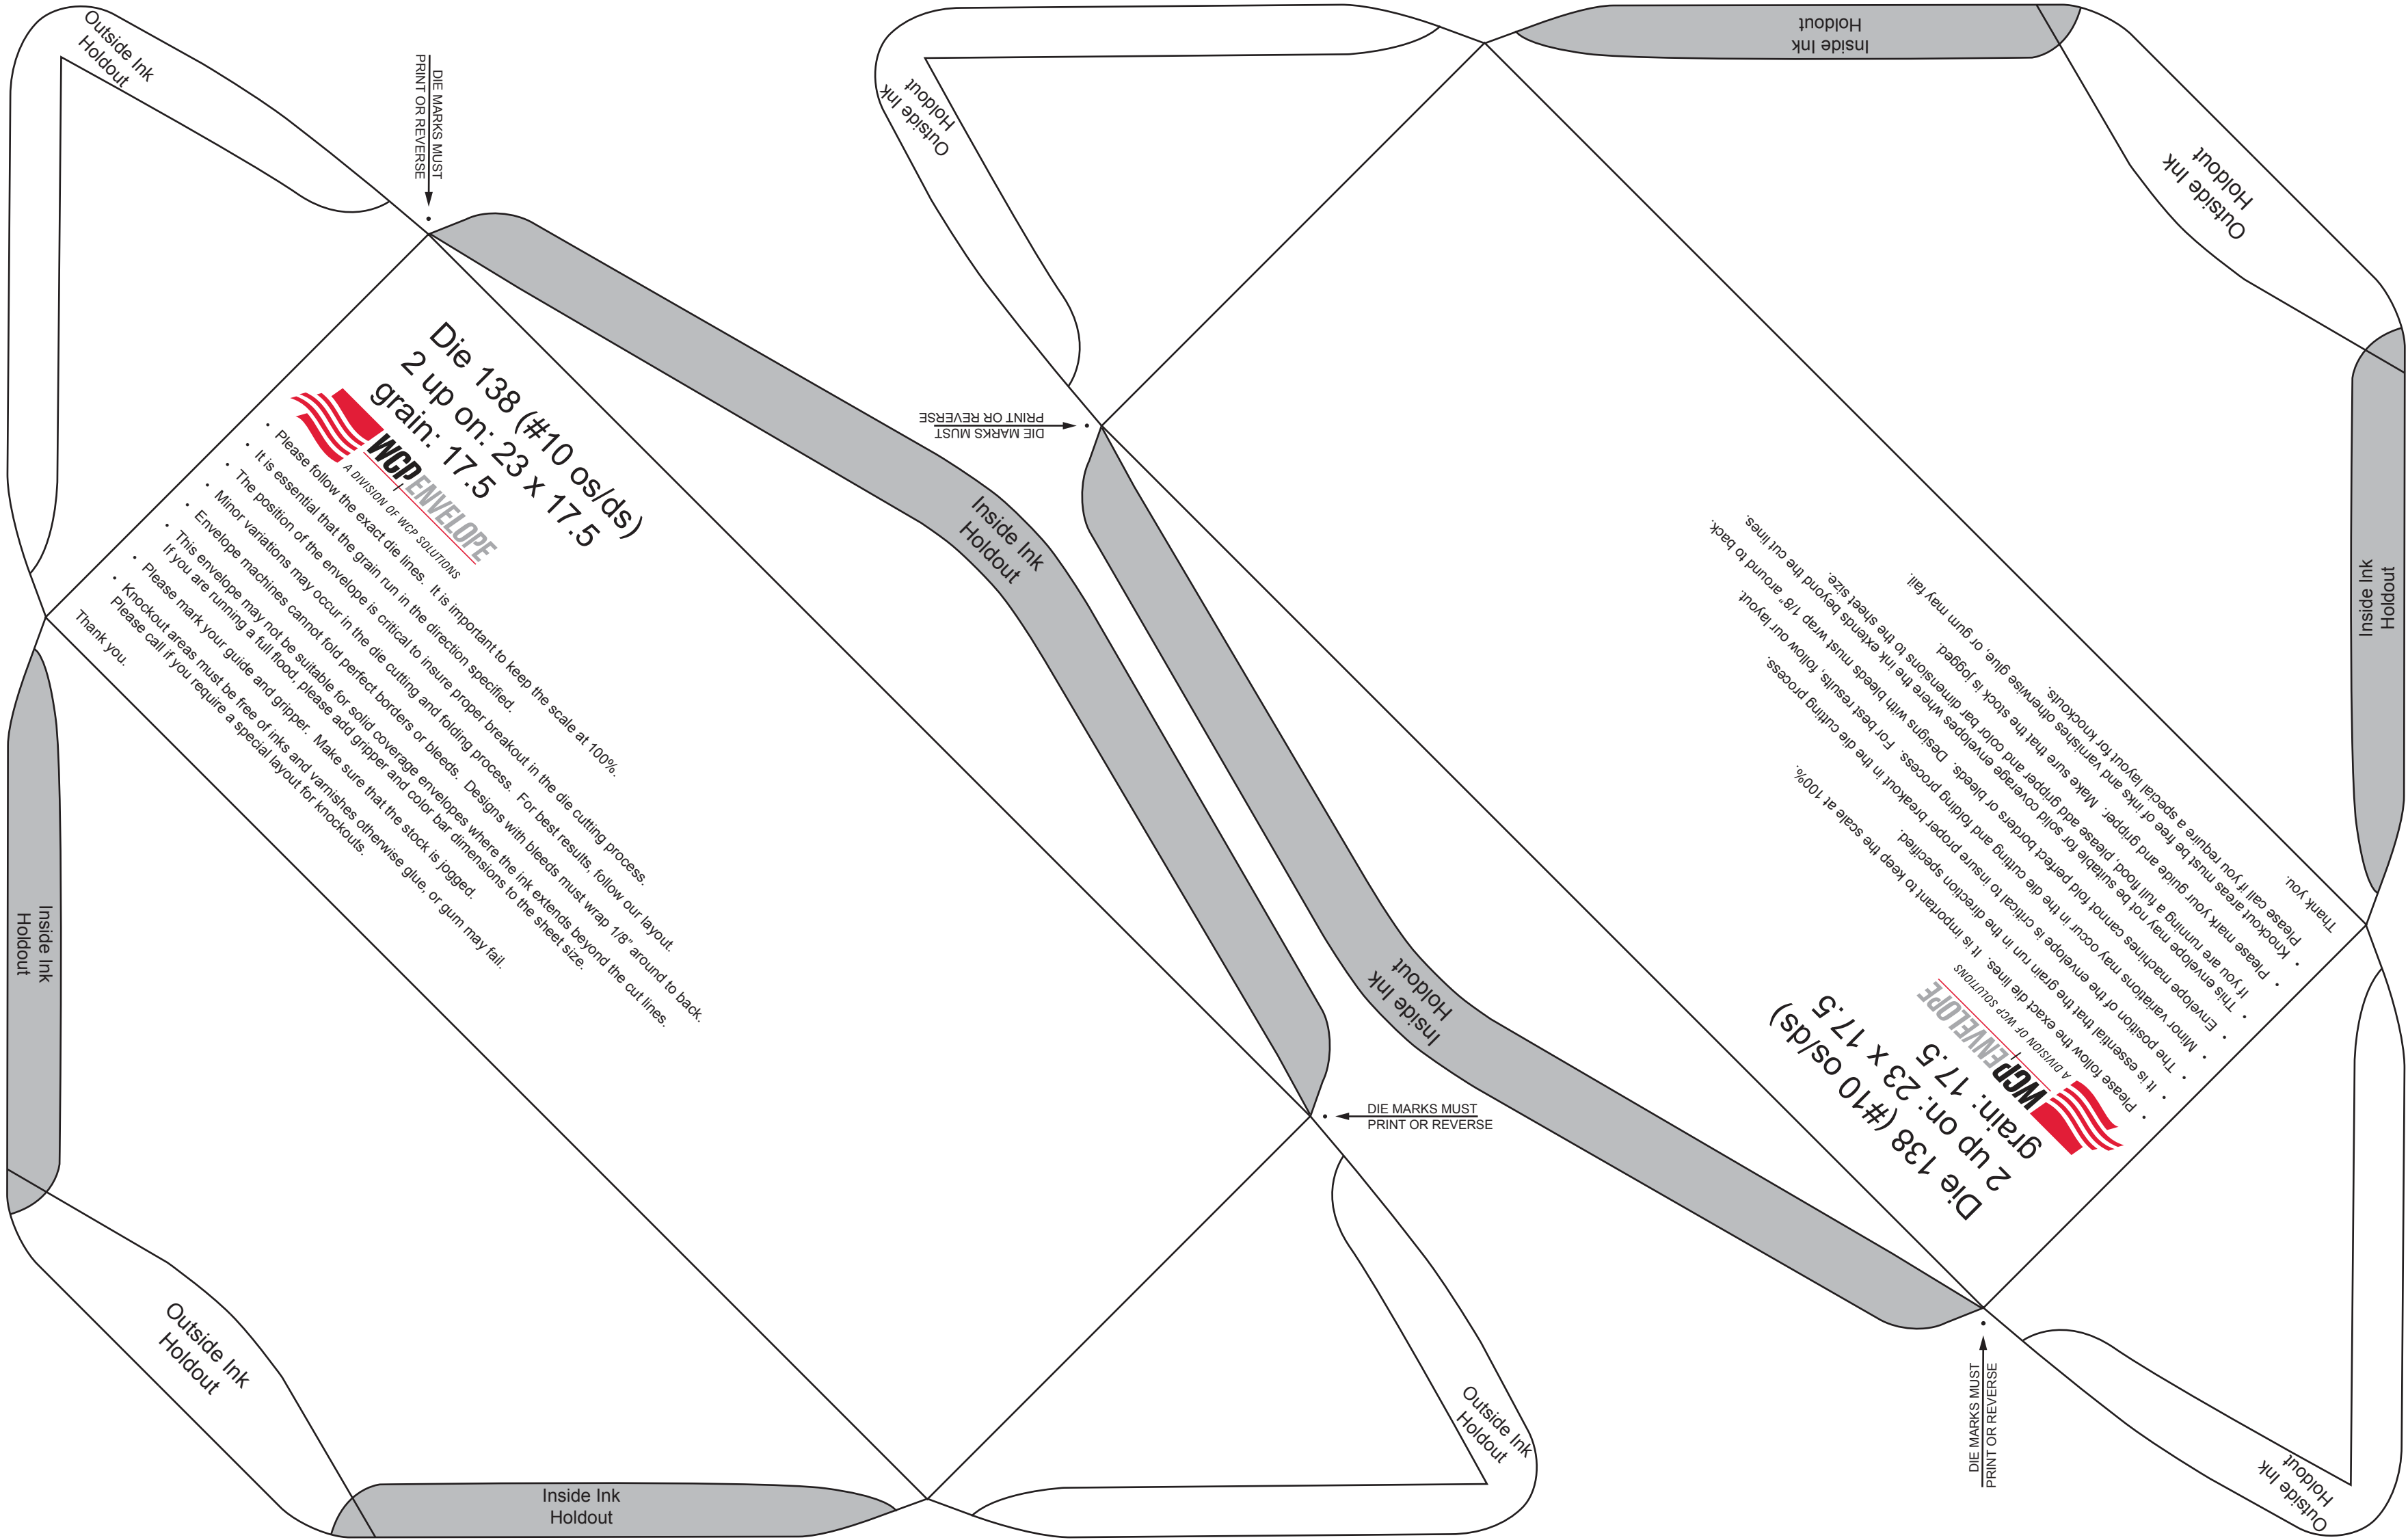 Outside Ink
Holdout
DIE MARKS MUST
PRINT OR REVERSE
Die 138 (#10 os/ds)
2 up on: 23 x 17.5
grain: 17.5
WCP ENVELOPE
A DIVISION OF WCP SOLUTIONS
• Please follow the exact die lines. It is important to keep the scale at 100%.
• It is essential that the grain run in the direction specified.
• The position of the envelope is critical to insure proper breakout in the die cutting process.
• Minor variations may occur in the die cutting and folding process. For best results, follow our layout.
• Envelope machines cannot fold perfect borders or bleeds. Designs with bleeds must wrap 1/8" around to back.
• This envelope may not be suitable for solid coverage envelopes where the ink extends beyond the cut lines.
If you are running a full flood, please add gripper and color bar dimensions to the sheet size.
• Please mark your guide and gripper. Make sure that the stock is jogged.
• Knockout areas must be free of inks and varnishes otherwise glue, or gum may fail.
Please call if you require a special layout for knockouts.
Thank you.
Inside Ink
Holdout
Inside Ink
Holdout
Outside Ink
Holdout
Inside Ink
Holdout
Outside Ink
Holdout
DIE MARKS MUST
PRINT OR REVERSE
Outside Ink
Holdout
Inside Ink
Holdout
Outside Ink
Holdout
DIE MARKS MUST
PRINT OR REVERSE
Inside Ink
Holdout
Inside Ink
Holdout
Die 138 (#10 os/ds)
2 up on: 23 x 17.5
grain: 17.5
WCP ENVELOPE
A DIVISION OF WCP SOLUTIONS
• Please follow the exact die lines. It is important to keep the scale at 100%.
• It is essential that the grain run in the direction specified.
• The position of the envelope is critical to insure proper breakout in the die cutting process.
• Minor variations may occur in the die cutting and folding process. For best results, follow our layout.
• Envelope machines cannot fold perfect borders or bleeds. Designs with bleeds must wrap 1/8" around to back.
• This envelope may not be suitable for solid coverage envelopes where the ink extends beyond the cut lines.
If you are running a full flood, please add gripper and color bar dimensions to the sheet size.
• Please mark your guide and gripper. Make sure that the stock is jogged.
• Knockout areas must be free of inks and varnishes otherwise glue, or gum may fail.
Please call if you require a special layout for knockouts.
Thank you.
DIE MARKS MUST
PRINT OR REVERSE
Outside Ink
Holdout